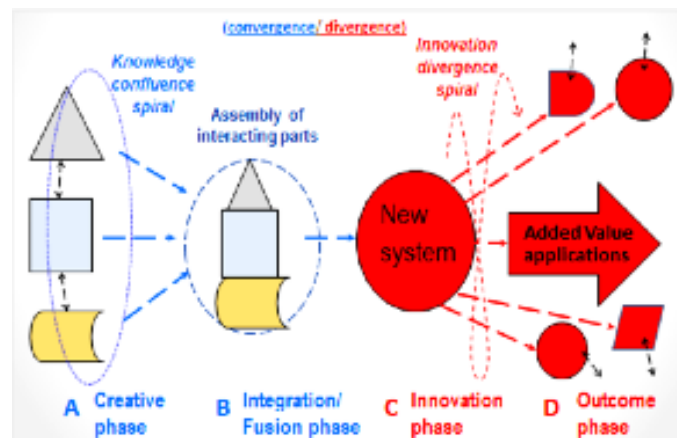 (convergence/ divergence)
Knowledge
confluence
spiral
Assembly of
interacting parts
Innovation
divergence
spiral
New
system
Added Value
applications
A Creative
phase
B Integration/
Fusion phase
C Innovation
phase
D Outcome
phase